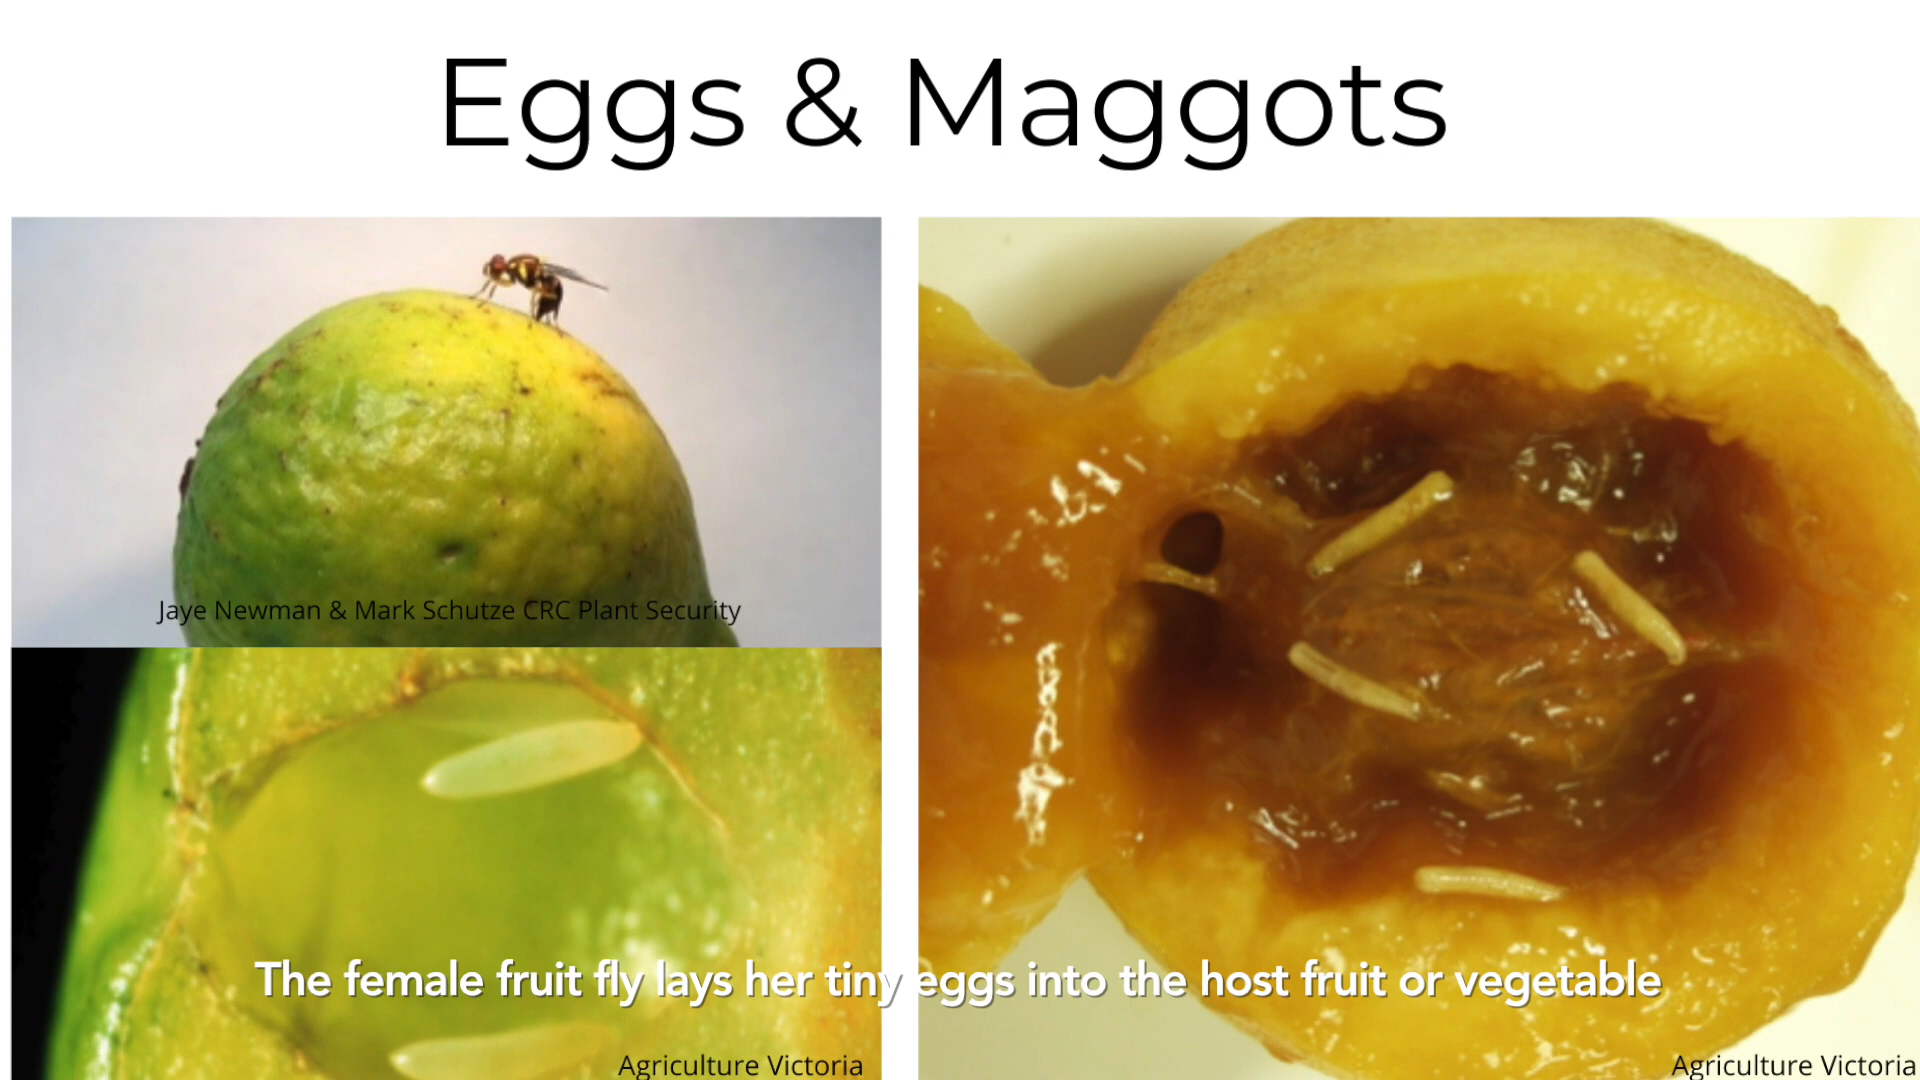 Eggs & Maggots
Jaye Newman & Mark Schutze CRC Plant Security
The female fruit fly lays her tiny eggs into the host fruit or vegetable
Agriculture Victoria
Agriculture Victoria